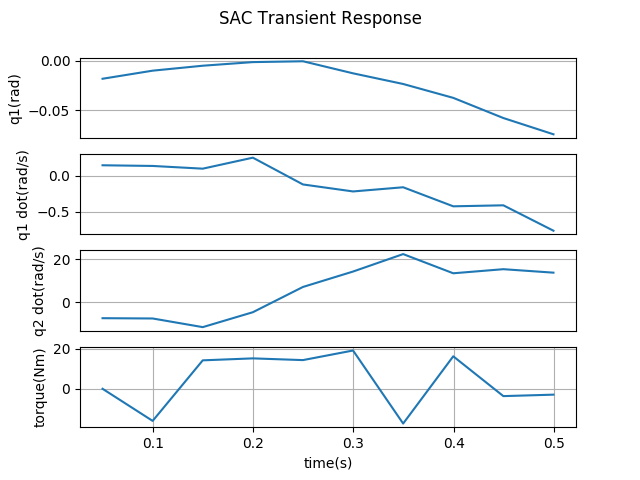 SAC Transient Response
q1(rad)
0.00
−0.05
q1 dot(rad/s)
0.0
−0.5
q2 dot(rad/s)
20
0
torque(Nm)
20
0
0.1 0.2 0.3 0.4 0.5
time(s)